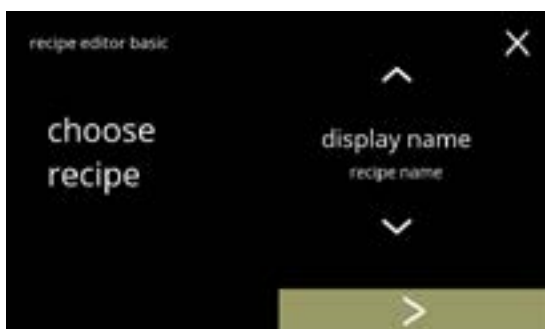 recipe editor basic
choose
recipe
display name
recipe name